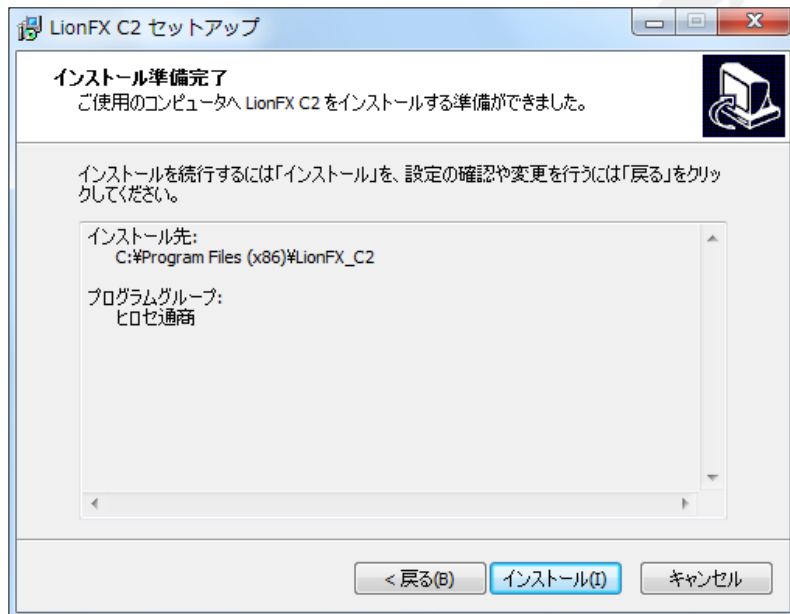 LionFX C2 セットアップ
インストール準備完了
ご使用のコンピュータへ LionFX C2 をインストールする準備ができました。
インストールを続行するには「インストール」を、設定の確認や変更を行うには「戻る」をクリッ
クしてください。
インストール先:
C:¥Program Files (x86)¥LionFX_C2
プログラムグループ:
ヒロセ通商
< 戻る(B)
インストール(I)
キャンセル